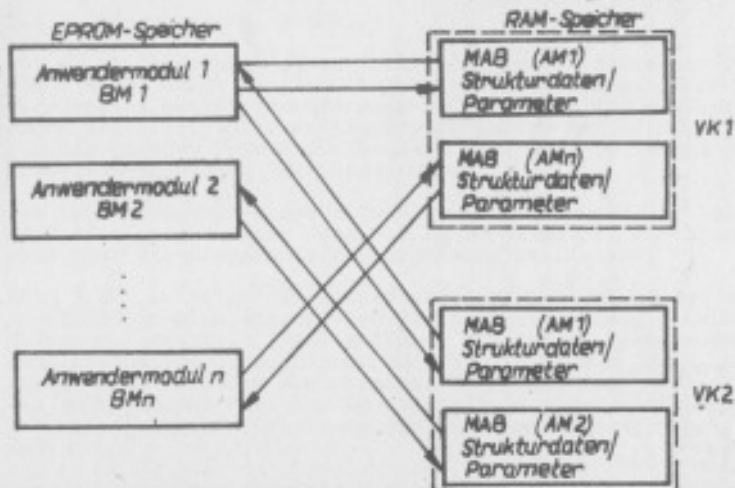 EPROM-Speicher
Anwendermodul 1
BM 1
Anwendermodul 2
BM 2
Anwendermodul n
BMn
RAM-Speicher
MAB (AM1)
Strukturdaten/
Parameter
MAB (AMn)
Strukturdaten/
Parameter
VK1
MAB (AM1)
Strukturdaten/
Parameter
MAB (AM2)
Strukturdaten/
Parameter
VK2